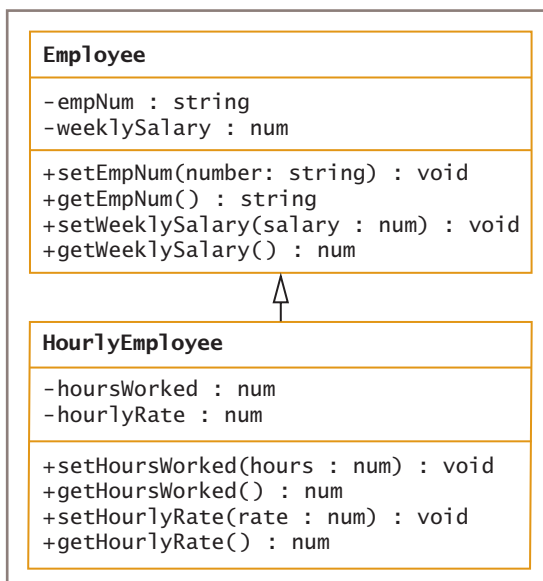 Employee
-empNum : string
-weeklySalary : num
+setEmpNum(number: string) : void
+getEmpNum() : string
+setWeeklySalary(salary : num) : void
+getWeeklySalary() : num
HourlyEmployee
-hoursWorked : num
-hourlyRate : num
+setHoursWorked(hours : num) : void
+getHoursWorked() : num
+setHourlyRate(rate : num) : void
+getHourlyRate() : num